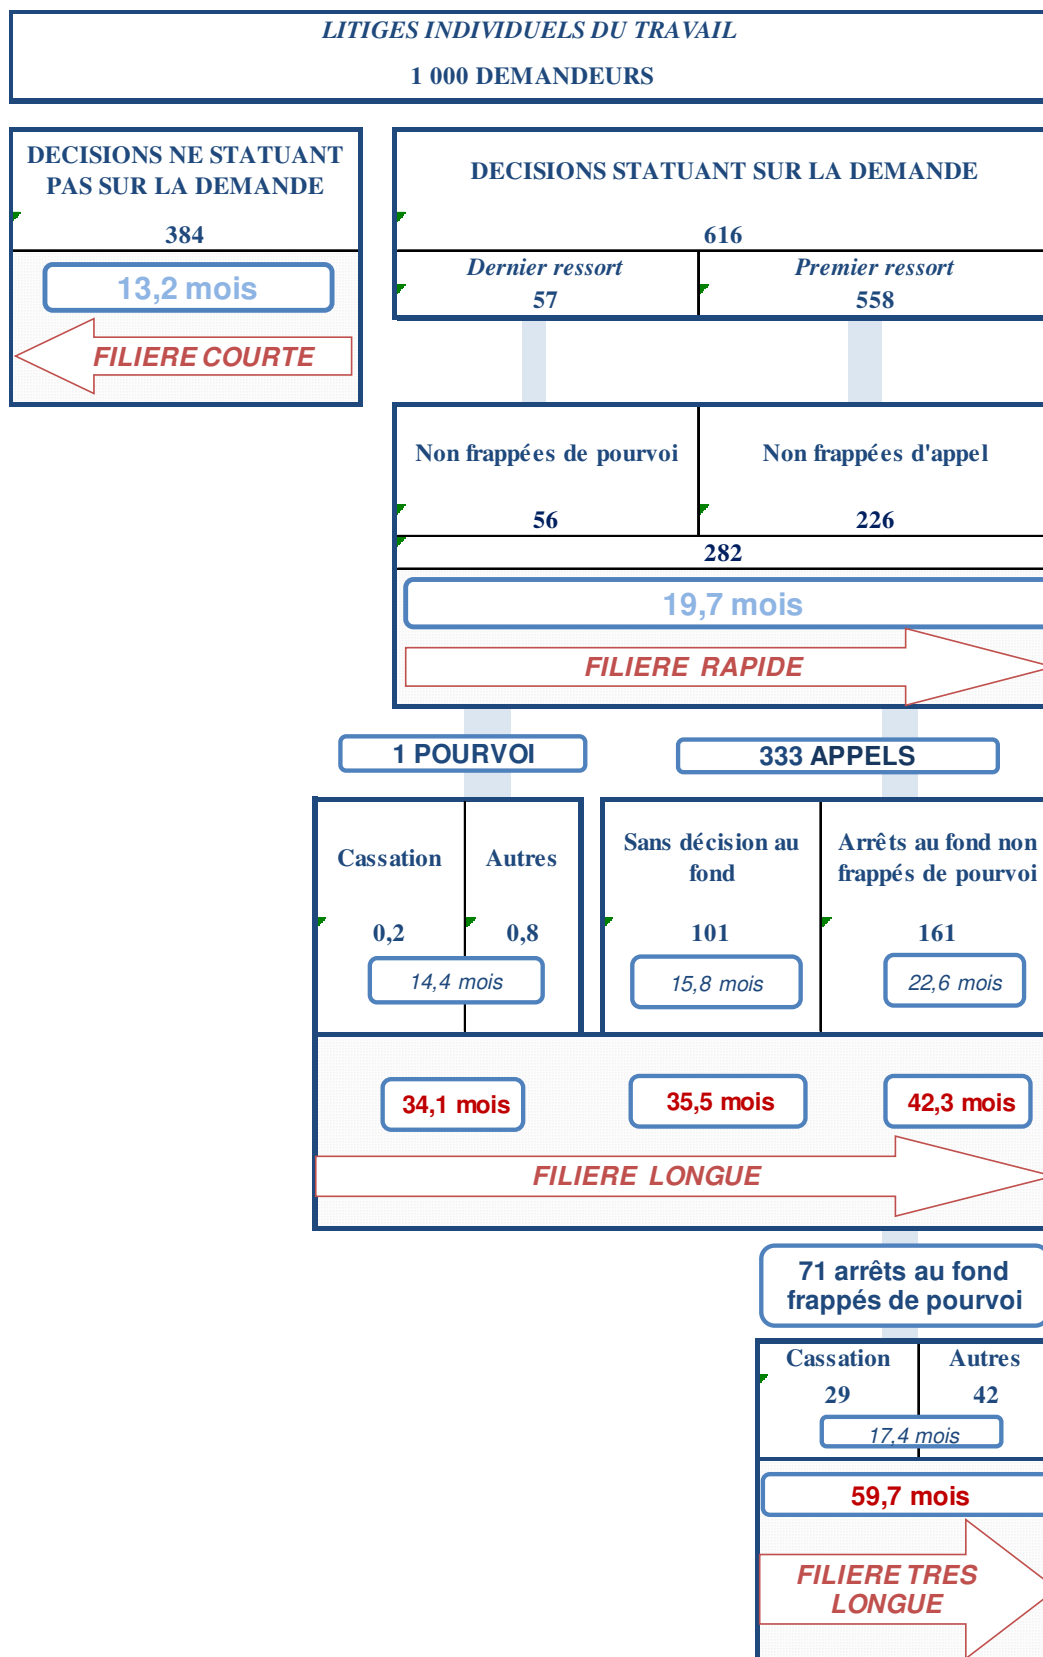 LITIGES INDIVIDUELS DU TRAVAIL
1 000 DEMANDEURS
DECISIONS NE STATUANT
PAS SUR LA DEMANDE
384
13,2 mois
FILIERE COURTE
DECISIONS STATUANT SUR LA DEMANDE
616
Dernier ressort
57
Premier ressort
558
Non frappées de pourvoi
56
Non frappées d'appel
226
282
19,7 mois
FILIERE RAPIDE
1 POURVOI
333 APPELS
Cassation
0,2
Autres
0,8
14,4 mois
Sans décision au
fond
101
15,8 mois
Arrêts au fond non
frappés de pourvoi
161
22,6 mois
34,1 mois
35,5 mois
42,3 mois
FILIERE LONGUE
71 arrêts au fond
frappés de pourvoi
Cassation
29
Autres
42
17,4 mois
59,7 mois
FILIERE TRES
LONGUE